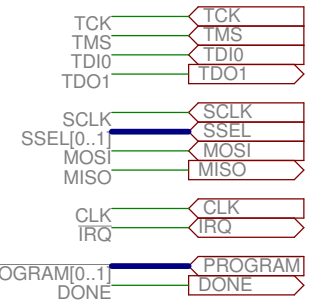 TCK TCK
TMS TMS
TDI0 TDI0
TDO1 TDO1
SCLK SCLK
SSEL[0..1] SSEL
MOSI MOSI
MISO MISO
CLK CLK
IRQ IRQ
OGRAM[0..1] PROGRAM
DONE DONE